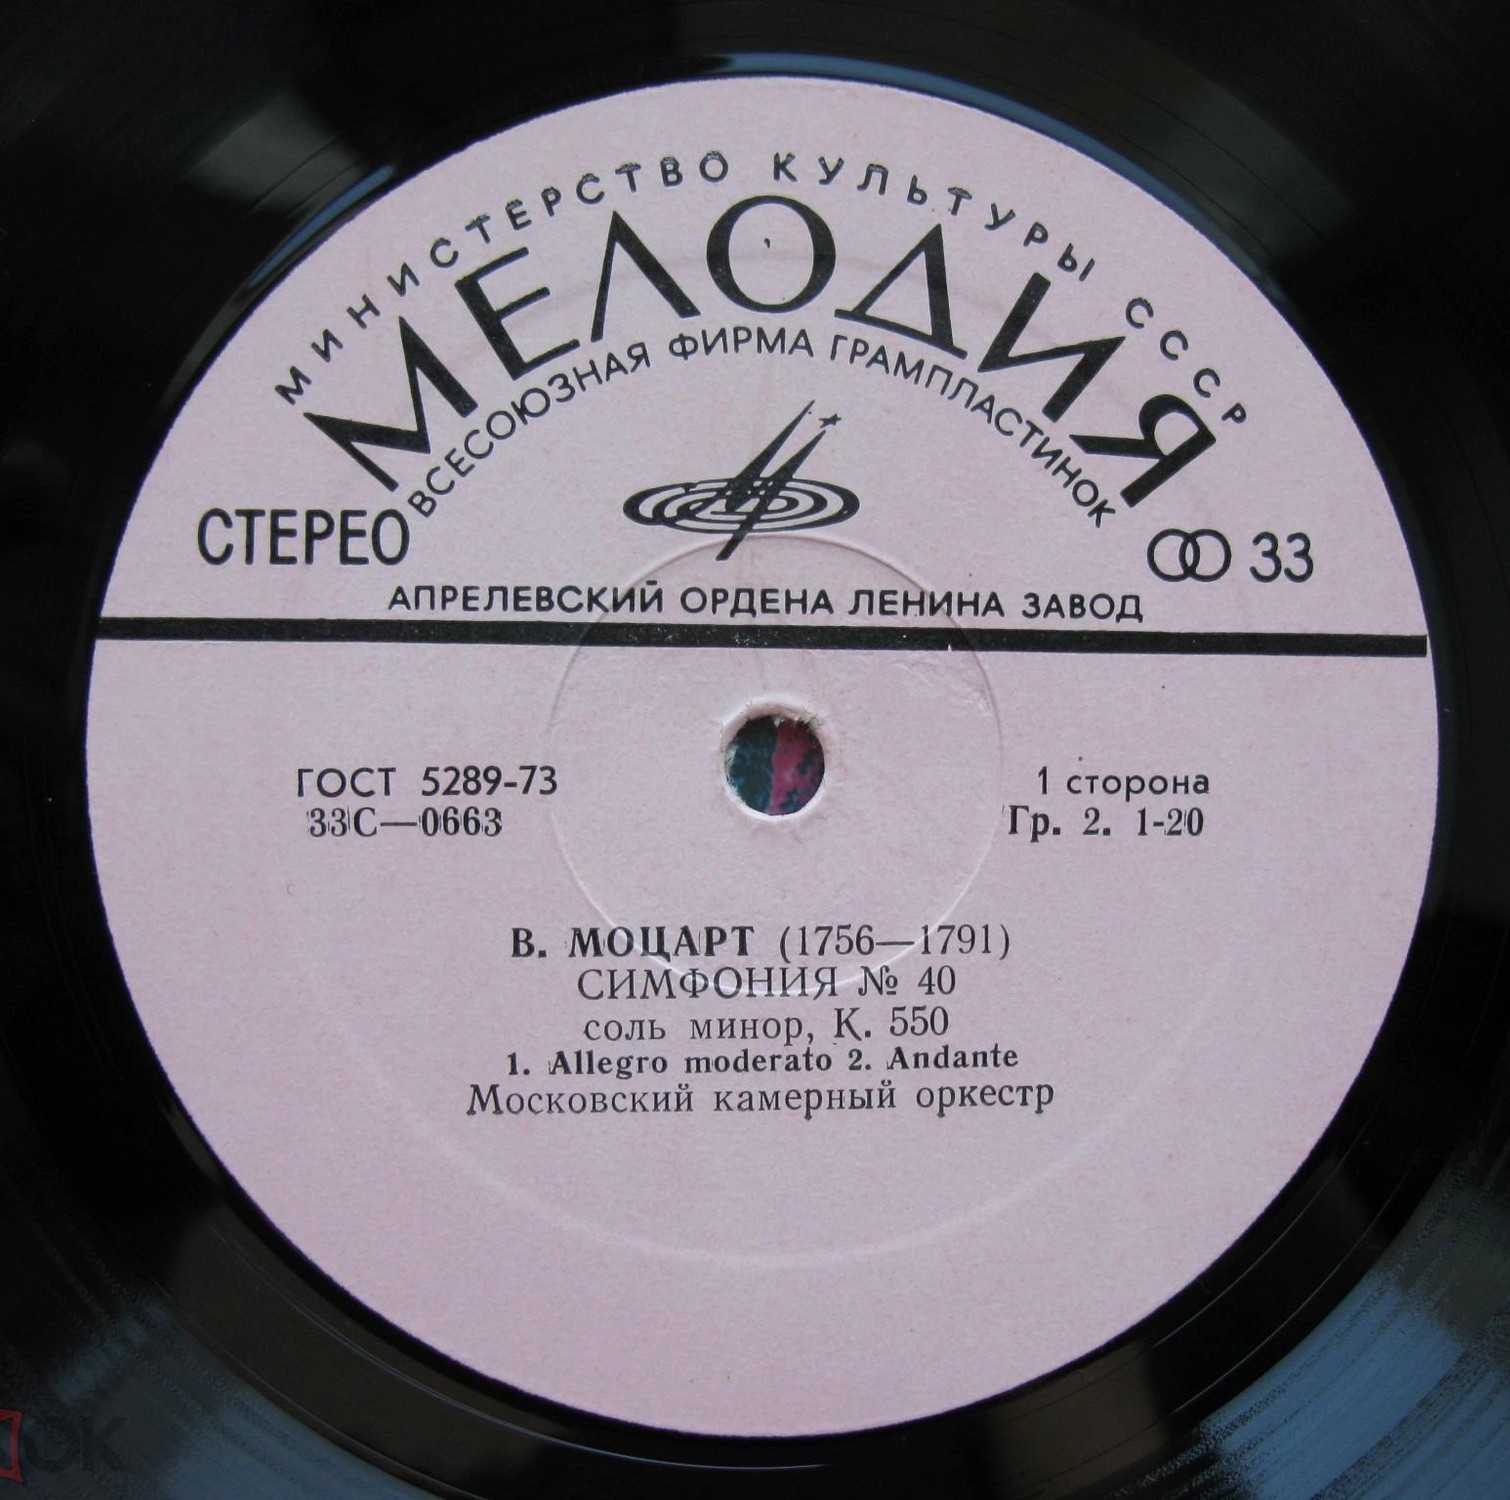 МИНИСТЕРСТВО КУЛЬТУРЫ СССР
МЕЛОДИЯ
ВСЕСОЮЗНАЯ ФИРМА ГРАМПЛАСТИНОК
СТЕРЕО
33
АПРЕЛЕВСКИЙ ОРДЕНА ЛЕНИНА ЗАВОД
ГОСТ 5289-73
1 сторона
33С—0663
Гр. 2. 1-20
В. МОЦАРТ (1756—1791)
СИМФОНИЯ № 40
соль минор, К. 550
1. Allegro moderato 2. Andante
Московский камерный оркестр